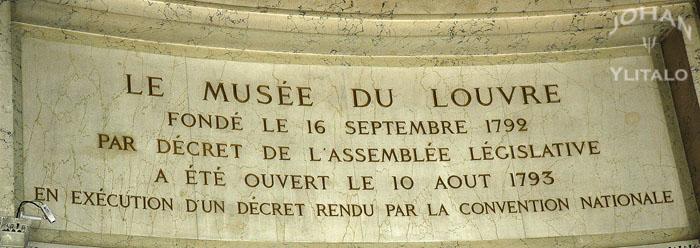 JOHAN
YLITALO
LE MUSÉE DU LOUVRE
FONDÉ LE 16 SEPTEMBRE 1792
PAR DÉCRET DE L'ASSEMBLÉE LÉGISLATIVE
A ÉTÉ OUVERT LE 10 AOUT 1793
EN EXÉCUTION D'UN DÉCRET RENDU PAR LA CONVENTION NATIONALE